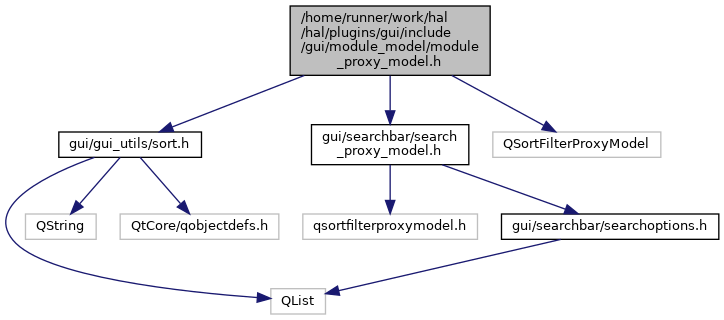 /home/runner/work/hal
/hal/plugins/gui/include
/gui/module_model/module
_proxy_model.h
gui/gui_utils/sort.h
gui/searchbar/search
_proxy_model.h
QSortFilterProxyModel
QString
QtCore/qobjectdefs.h
qsortfilterproxymodel.h
gui/searchbar/searchoptions.h
QList